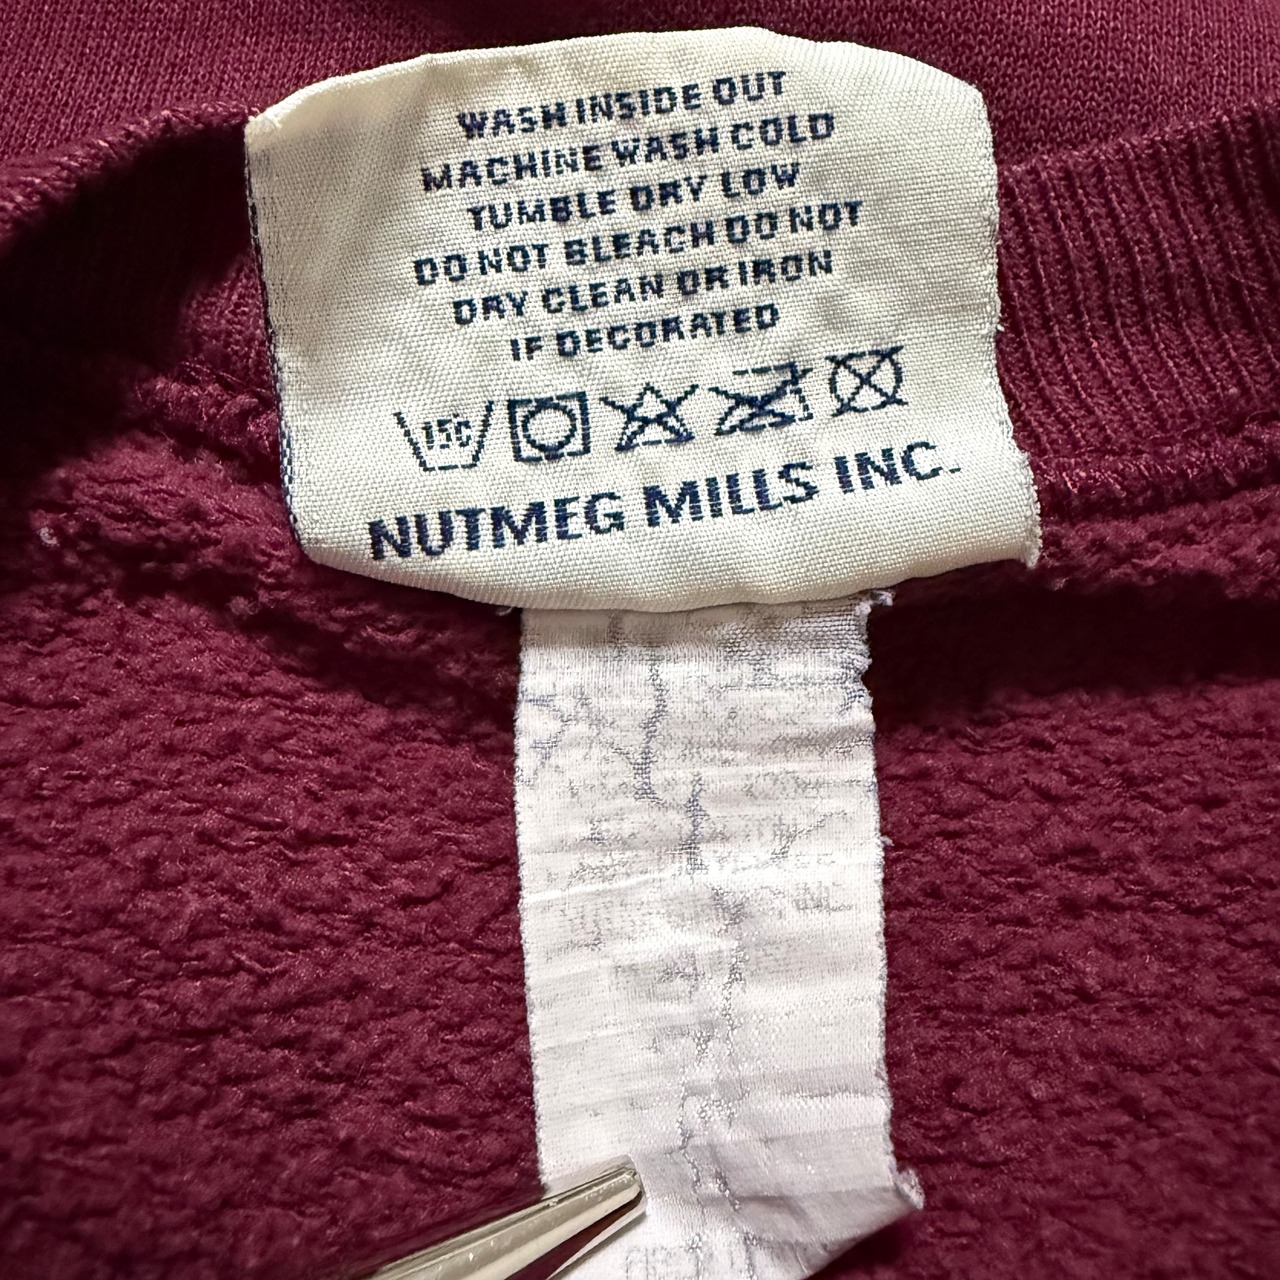 WASH INSIDE OUT
MACHINE WASH COLD
TUMBLE DRY LOW
DO NOT BLEACH DO NOT
DRY CLEAN OR IRON
IF DECORATED
NUTMEG MILLS INC.